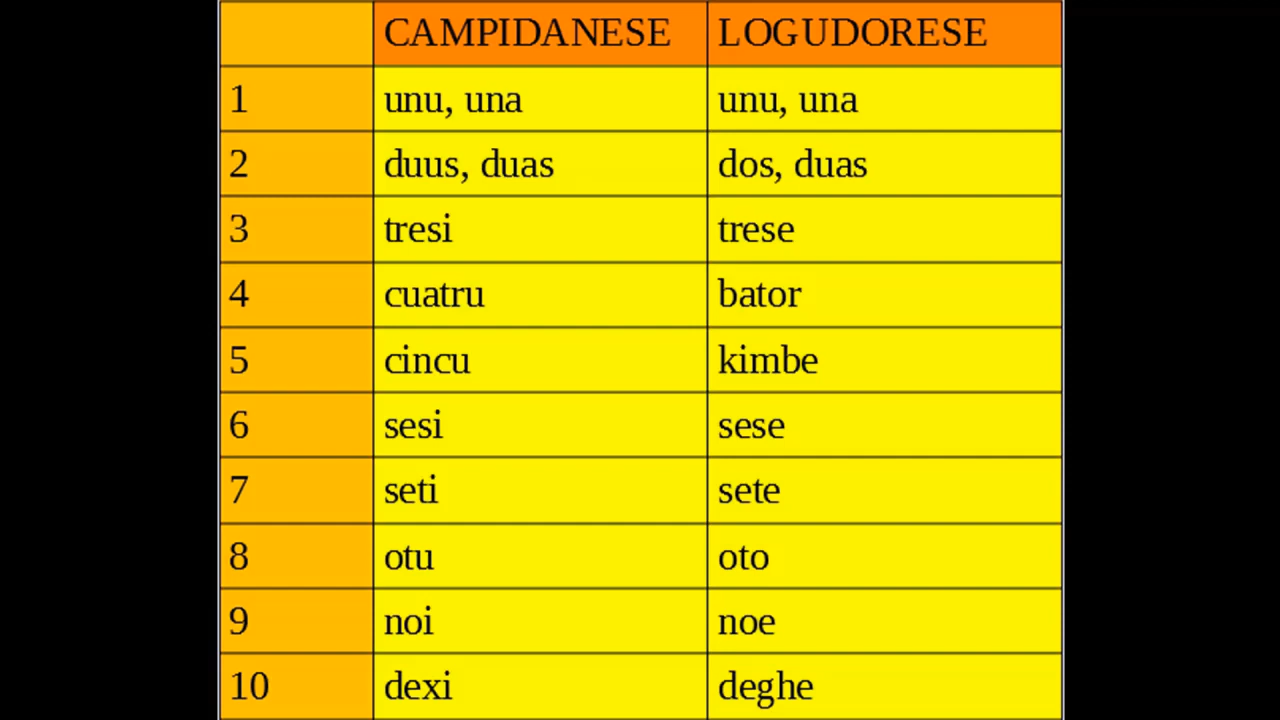 CAMPIDANESE LOGUDORESE
1 unu, una unu, una
2 duus, duas dos, duas
3 tresi trese
4 cuatru bator
5 cincu kimbe
6 sesi sese
7 seti sete
8 otu oto
9 noi noe
10 dexi deghe